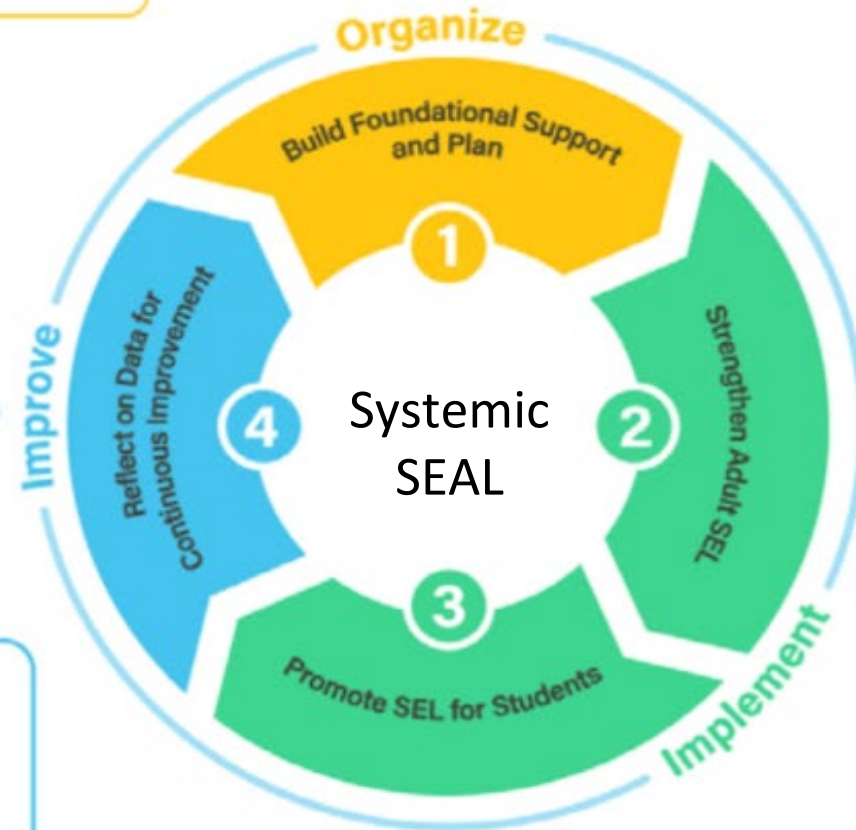 Organize
Build Foundational Support
and Plan
1
Strengthen Adult SEL
2
Implement
Promote SEL for Students
3
Improve
Reflect on Data for
Continuous Improvement
4
Systemic
SEAL